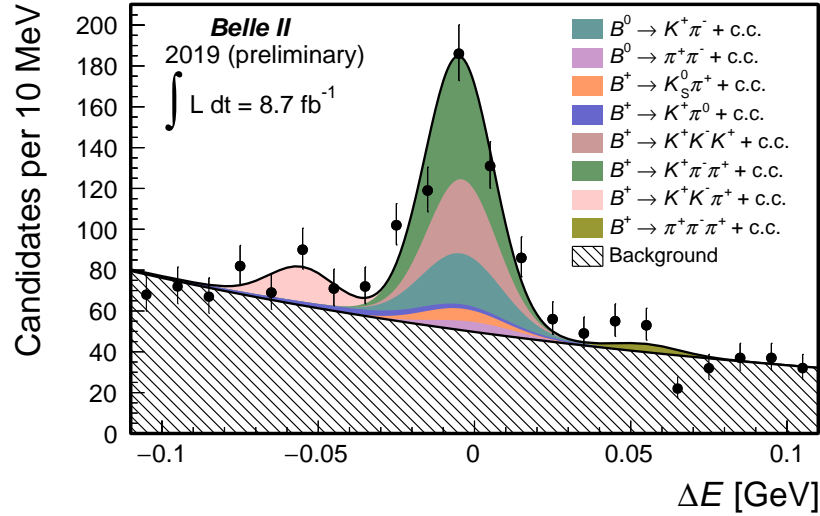 Belle II
2019 (preliminary)
∫ L dt = 8.7 fb⁻¹
B⁰ → K⁺π⁻ + c.c.
B⁰ → π⁺π⁻ + c.c.
B⁺ → K⁰_S π⁺ + c.c.
B⁺ → K⁺π⁰ + c.c.
B⁺ → K⁺K⁻K⁺ + c.c.
B⁺ → K⁺π⁻π⁺ + c.c.
B⁺ → K⁺K⁻π⁺ + c.c.
B⁺ → π⁺π⁻π⁺ + c.c.
Background
Candidates per 10 MeV
200
180
160
140
120
100
80
60
40
20
0
−0.1 −0.05 0 0.05 0.1
ΔE [GeV]